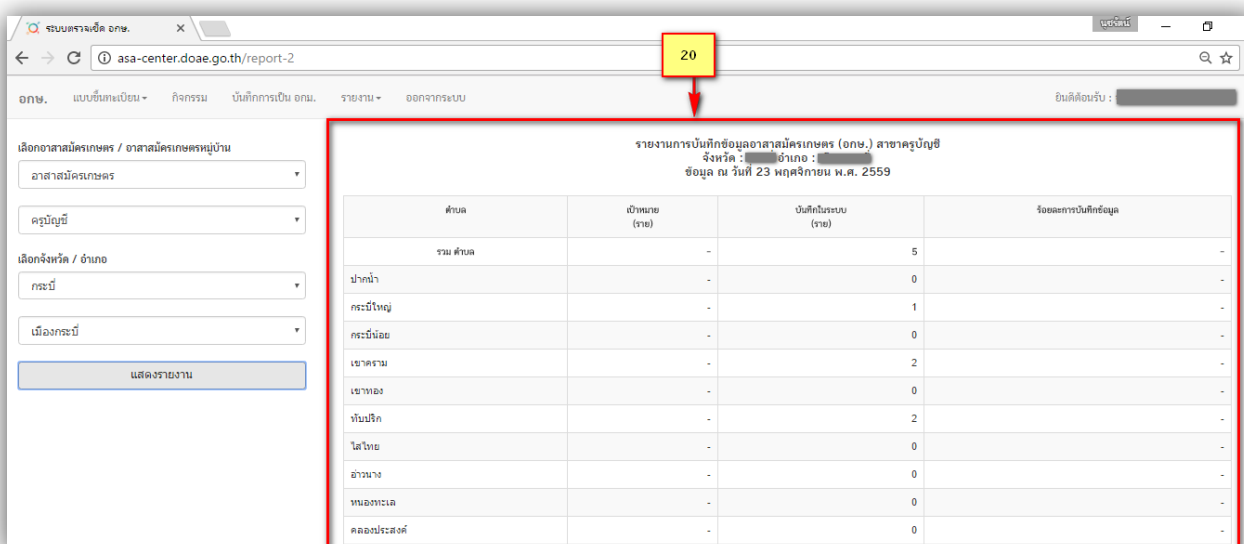 ระบบตรวจเช็ค อกษ.
นุชรัตน์
asa-center.doae.go.th/report-2
20
อกษ. แบบขึ้นทะเบียน กิจกรรม บันทึกการเป็น อกม. รายงาน ออกจากระบบ ยินดีต้อนรับ :
เลือกอาสาสมัครเกษตร / อาสาสมัครเกษตรหมู่บ้าน
อาสาสมัครเกษตร
ครูบัญชี
เลือกจังหวัด / อำเภอ
กระบี่
เมืองกระบี่
แสดงรายงาน
รายงานการบันทึกข้อมูลอาสาสมัครเกษตร (อกษ.) สาขาครูบัญชี
จังหวัด : อำเภอ :
ข้อมูล ณ วันที่ 23 พฤศจิกายน พ.ศ. 2559
ตำบล เป้าหมาย (ราย) บันทึกในระบบ (ราย) ร้อยละการบันทึกข้อมูล
รวม ตำบล - 5 -
ปากน้ำ - 0 -
กระบี่ใหญ่ - 1 -
กระบี่น้อย - 0 -
เขาคราม - 2 -
เขาทอง - 0 -
ทับปริก - 2 -
ไสไทย - 0 -
อ่าวนาง - 0 -
หนองทะเล - 0 -
คลองประสงค์ - 0 -